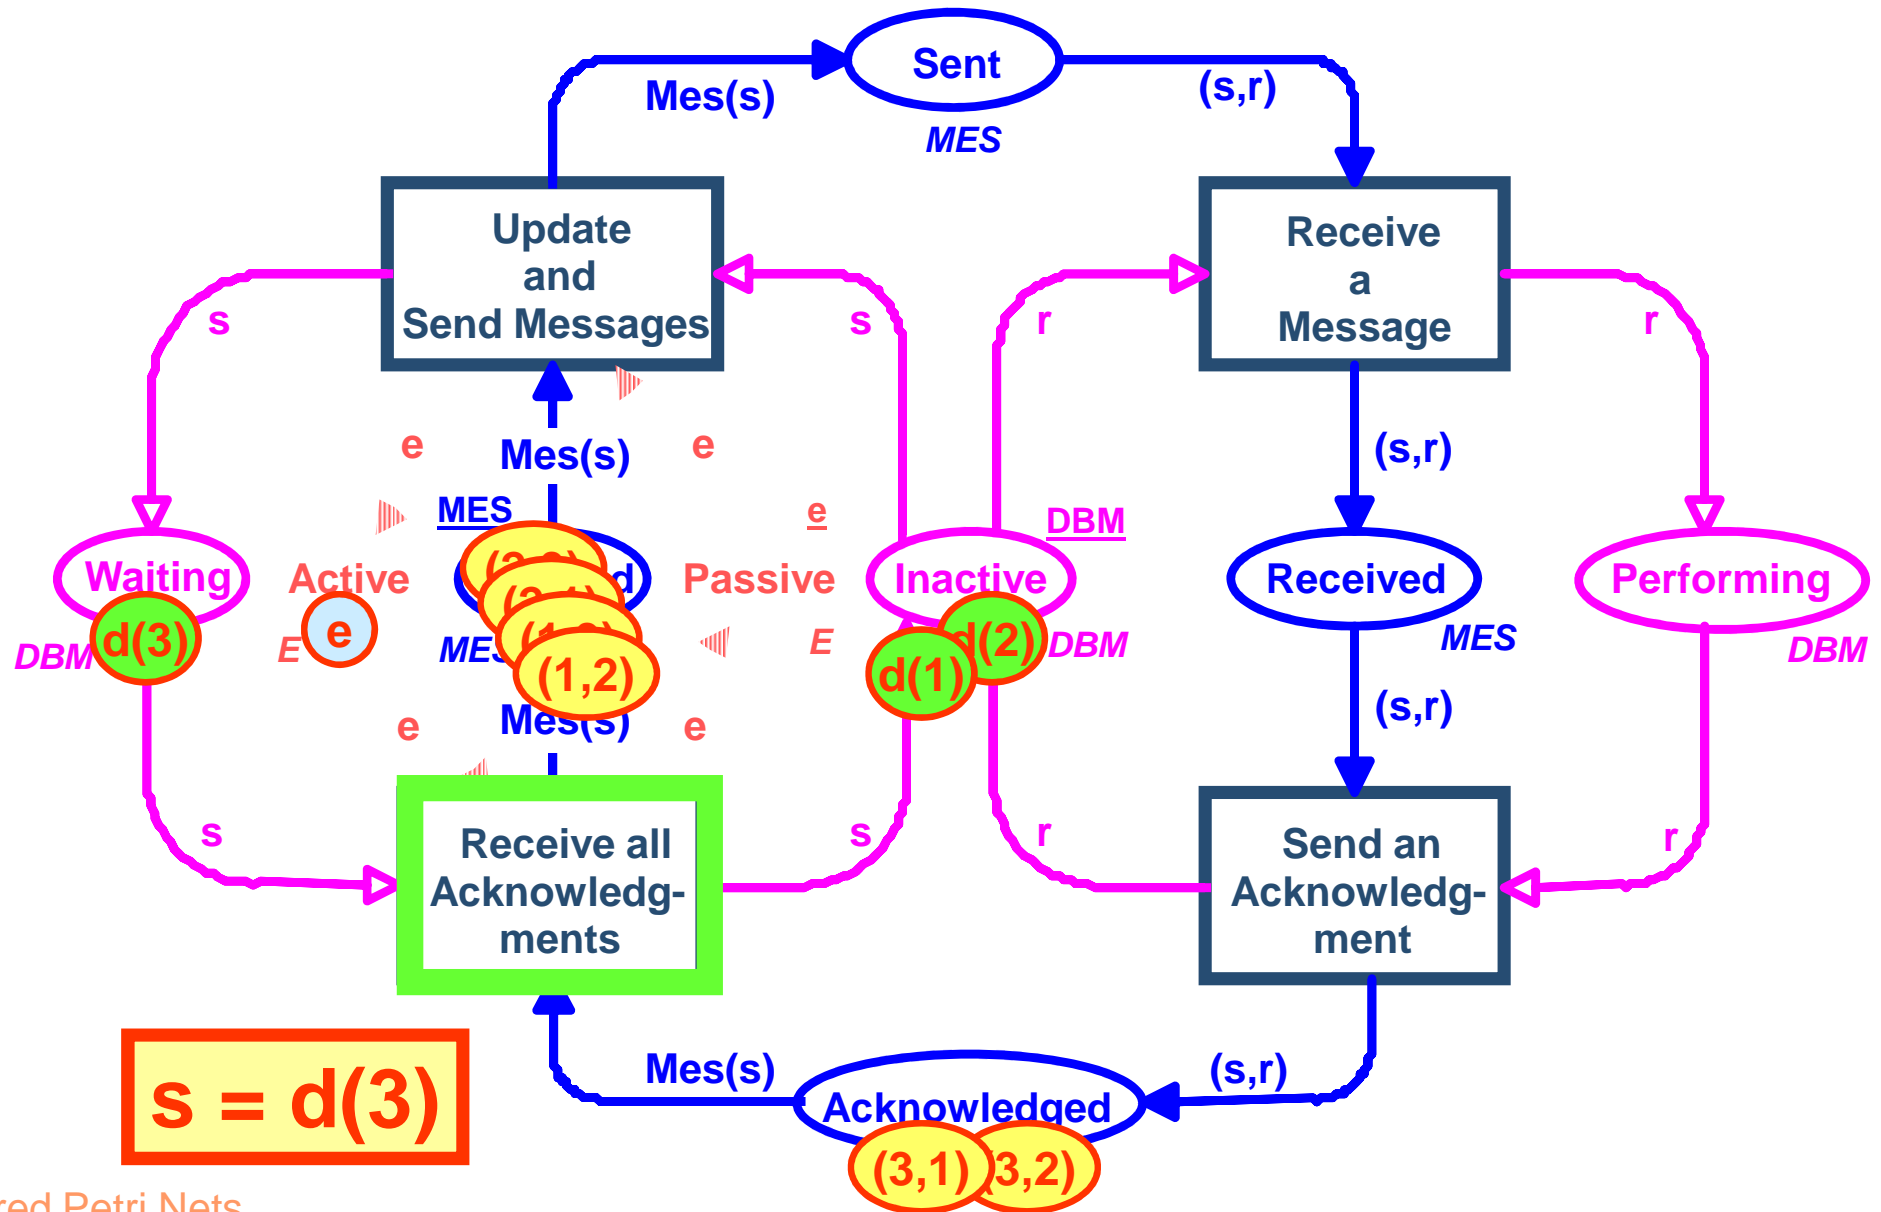 Sent
Mes(s)
(s,r)
MES
Update
and
Send Messages
Receive
a
Message
s
s
r
r
e
Mes(s)
e
(s,r)
MES
e
DBM
Waiting
Active
Passive
Inactive
Received
Performing
d(3)
e
(1,2)
d(1)
d(2)
DBM
E
E
DBM
MES
DBM
e
Mes(s)
e
(s,r)
s
Receive all
Acknowledg-
ments
s
r
Send an
Acknowledg-
ment
r
s = d(3)
Mes(s)
Acknowledged
(s,r)
(3,1)
(3,2)
Petri Nets